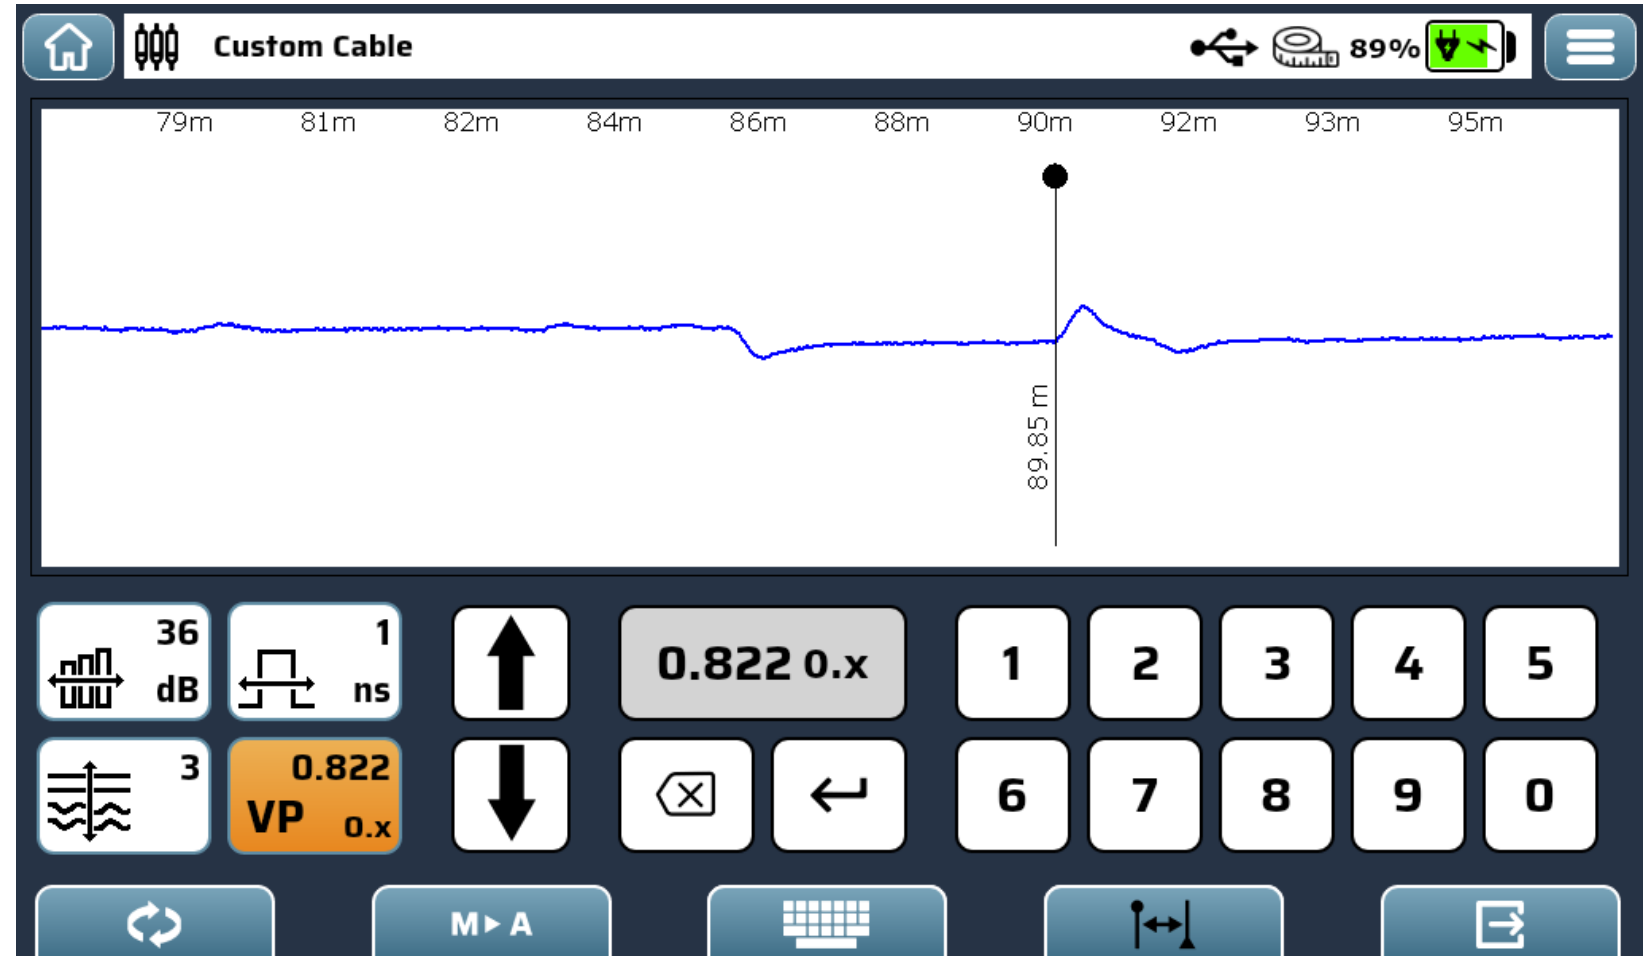 Custom Cable
89%
79m 81m 82m 84m 86m 88m 90m 92m 93m 95m
89.85 m
36
dB
1
ns
0.822 0.x
1 2 3 4 5
3
0.822
VP 0.x
6 7 8 9 0
M▸A